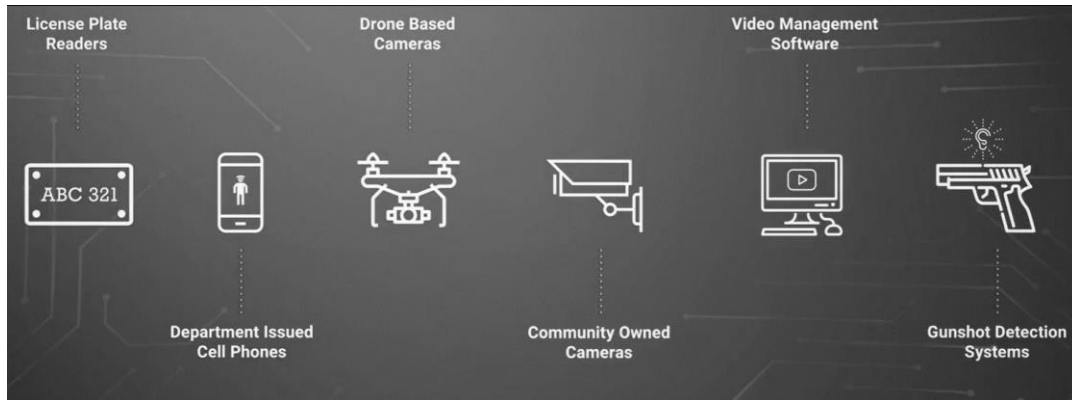 License Plate
Readers
Drone Based
Cameras
Video Management
Software
ABC 321
Department Issued
Cell Phones
Community Owned
Cameras
Gunshot Detection
Systems